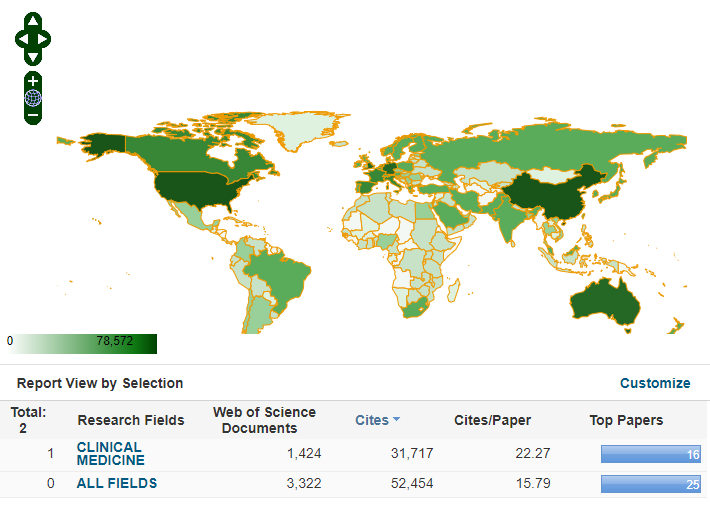 +
−
0 78,572
Report View by Selection Customize
Total: 2 Research Fields Web of Science Documents Cites Cites/Paper Top Papers
1 CLINICAL MEDICINE 1,424 31,717 22.27 16
0 ALL FIELDS 3,322 52,454 15.79 25